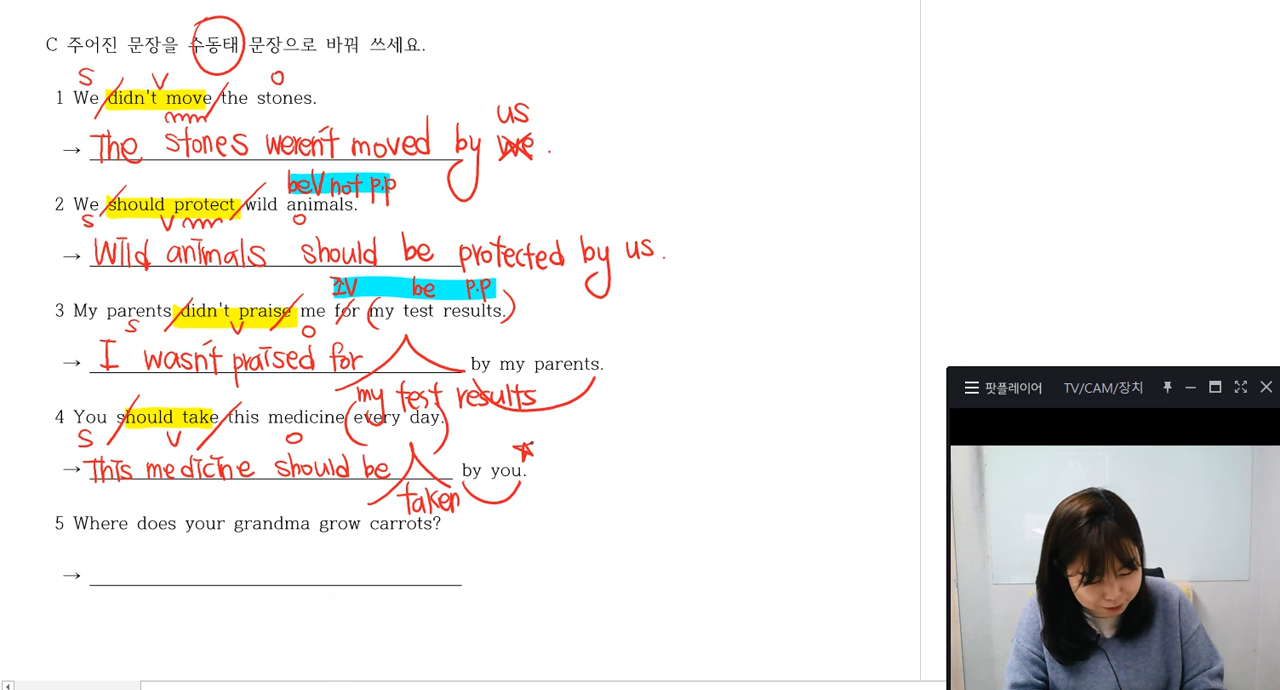 C 주어진 문장을 수동태 문장으로 바꿔 쓰세요.
S V O
1 We didn't move the stones.
us
→ The stones weren't moved by we .
beV not p.p
2 We should protect wild animals.
S V O
→ Wild animals should be protected by us .
조V be p.p
3 My parents didn't praise me for (my test results.)
S V O
→ I wasn't praised for by my parents.
my test results
4 You should take this medicine (every day.)
S V O
→ This medicine should be by you.
taken
5 Where does your grandma grow carrots?
→
팟플레이어 TV/CAM/장치